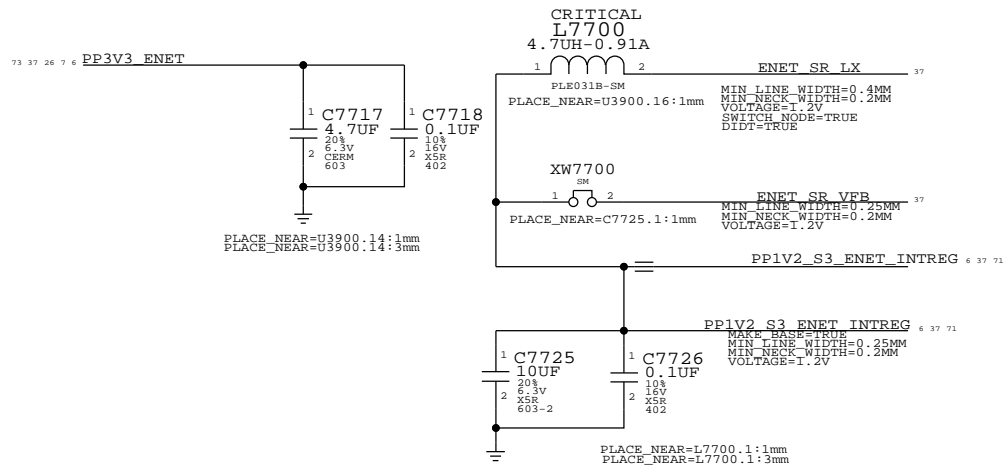 73 37 26 7 6 PP3V3_ENET
1 C7717
4.7UF
20%
6.3V
2 CERM
603
1 C7718
0.1UF
10%
16V
2 X5R
402
PLACE_NEAR=U3900.14:1mm
PLACE_NEAR=U3900.14:3mm
CRITICAL
L7700
4.7UH-0.91A
1 2
PLE031B-SM
PLACE_NEAR=U3900.16:1mm
ENET_SR_LX 37
MIN_LINE_WIDTH=0.4MM
MIN_NECK_WIDTH=0.2MM
VOLTAGE=1.2V
SWITCH_NODE=TRUE
DIDT=TRUE
XW7700
SM
1 2
PLACE_NEAR=C7725.1:1mm
ENET_SR_VFB 37
MIN_LINE_WIDTH=0.25MM
MIN_NECK_WIDTH=0.2MM
VOLTAGE=1.2V
PP1V2_S3_ENET_INTREG 6 37 71
PP1V2_S3_ENET_INTREG 6 37 71
MAKE_BASE=TRUE
MIN_LINE_WIDTH=0.25MM
MIN_NECK_WIDTH=0.2MM
VOLTAGE=1.2V
1 C7725
10UF
20%
6.3V
2 X5R
603-2
1 C7726
0.1UF
10%
16V
2 X5R
402
PLACE_NEAR=L7700.1:1mm
PLACE_NEAR=L7700.1:3mm